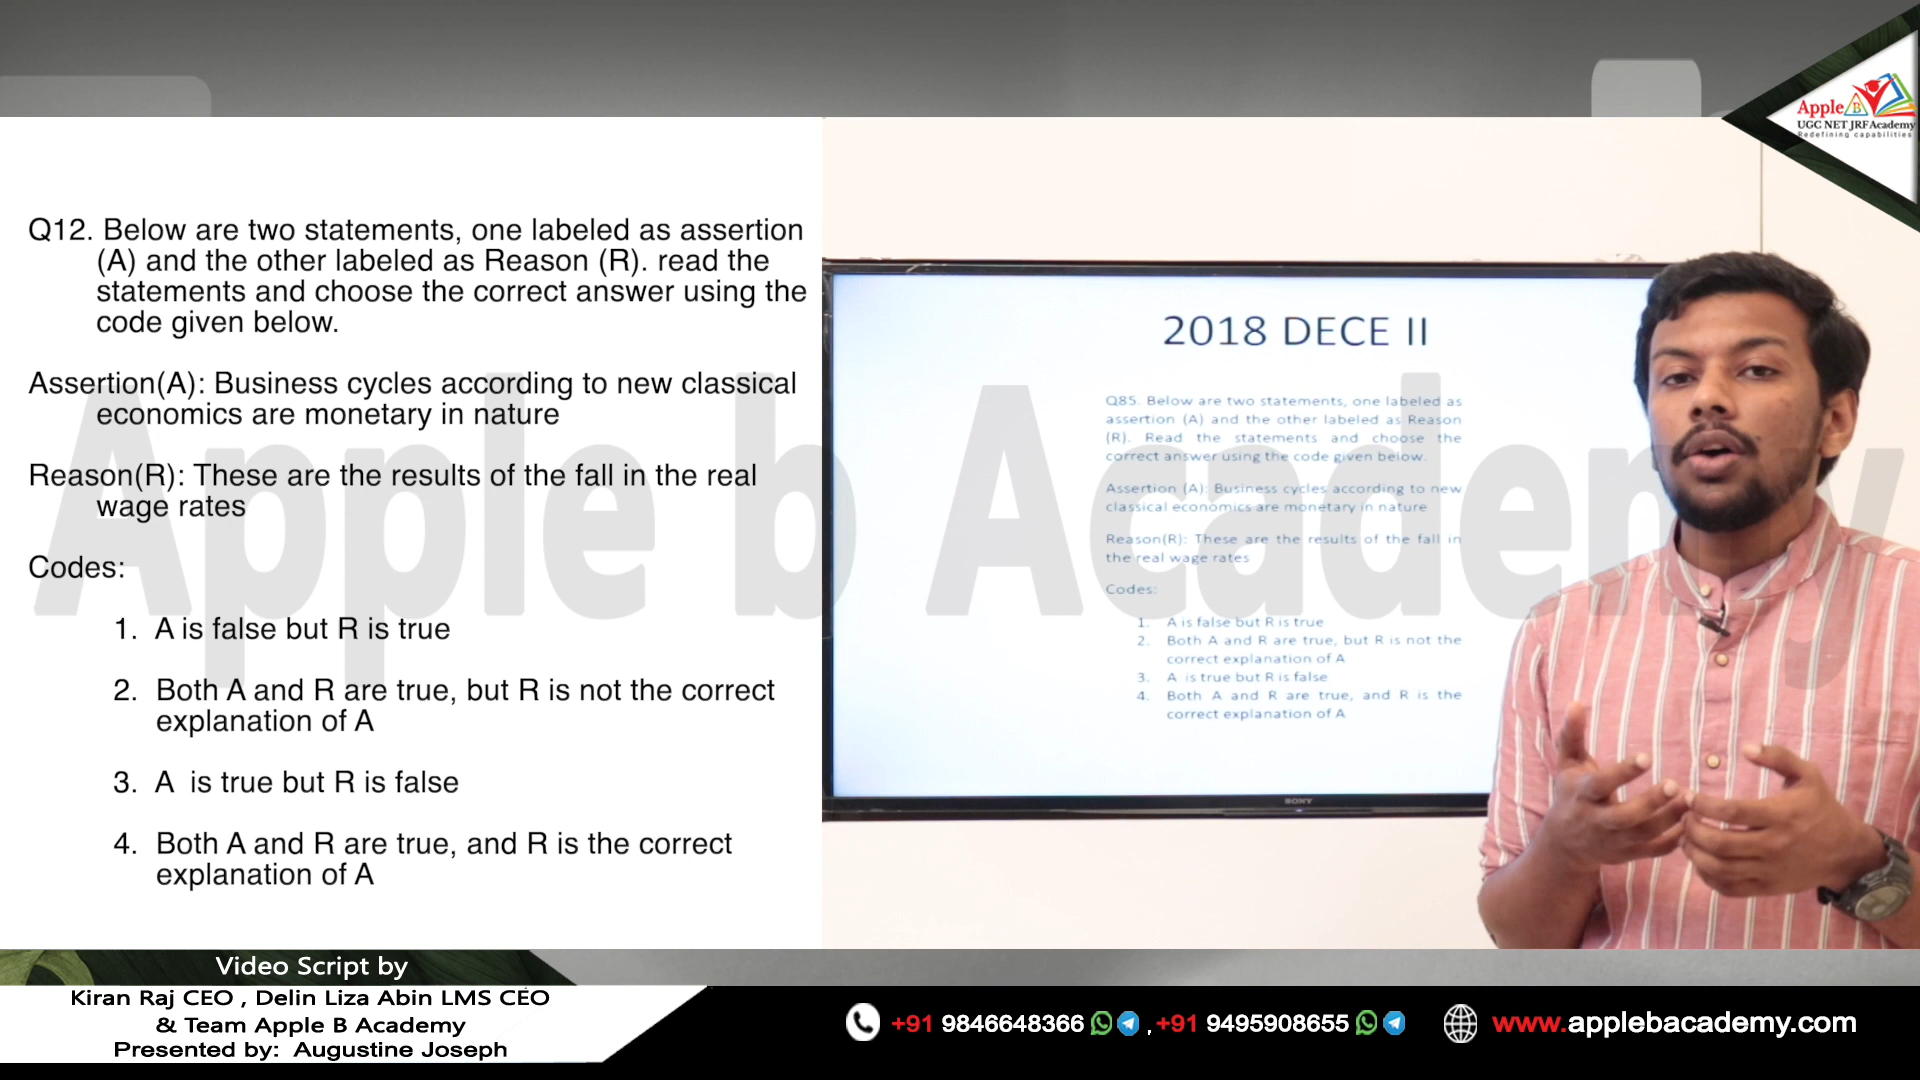 Apple B
UGC NET JRF Academy
Redefining capabilities
Q12. Below are two statements, one labeled as assertion
(A) and the other labeled as Reason (R). read the
statements and choose the correct answer using the
code given below.
Assertion(A): Business cycles according to new classical
economics are monetary in nature
Reason(R): These are the results of the fall in the real
wage rates
Codes:
1. A is false but R is true
2. Both A and R are true, but R is not the correct
explanation of A
3. A is true but R is false
4. Both A and R are true, and R is the correct
explanation of A
2018 DECE II
Q85. Below are two statements, one labeled as
assertion (A) and the other labeled as Reason
(R). Read the statements and choose the
correct answer using the code given below.
Assertion (A): Business cycles according to new
classical economics are monetary in nature
Reason(R): These are the results of the fall in
the real wage rates
Codes:
1. A is false but R is true
2. Both A and R are true, but R is not the
correct explanation of A
3. A is true but R is false
4. Both A and R are true, and R is the
correct explanation of A
SONY
Apple b Academy
Video Script by
Kiran Raj CEO , Delin Liza Abin LMS CEO
& Team Apple B Academy
Presented by: Augustine Joseph
+91 9846648366 , +91 9495908655 www.applebacademy.com